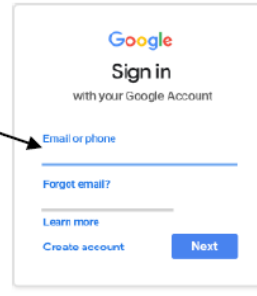 Google
Sign in
with your Google Account
Email or phone
Forgot email?
Learn more
Create account
Next